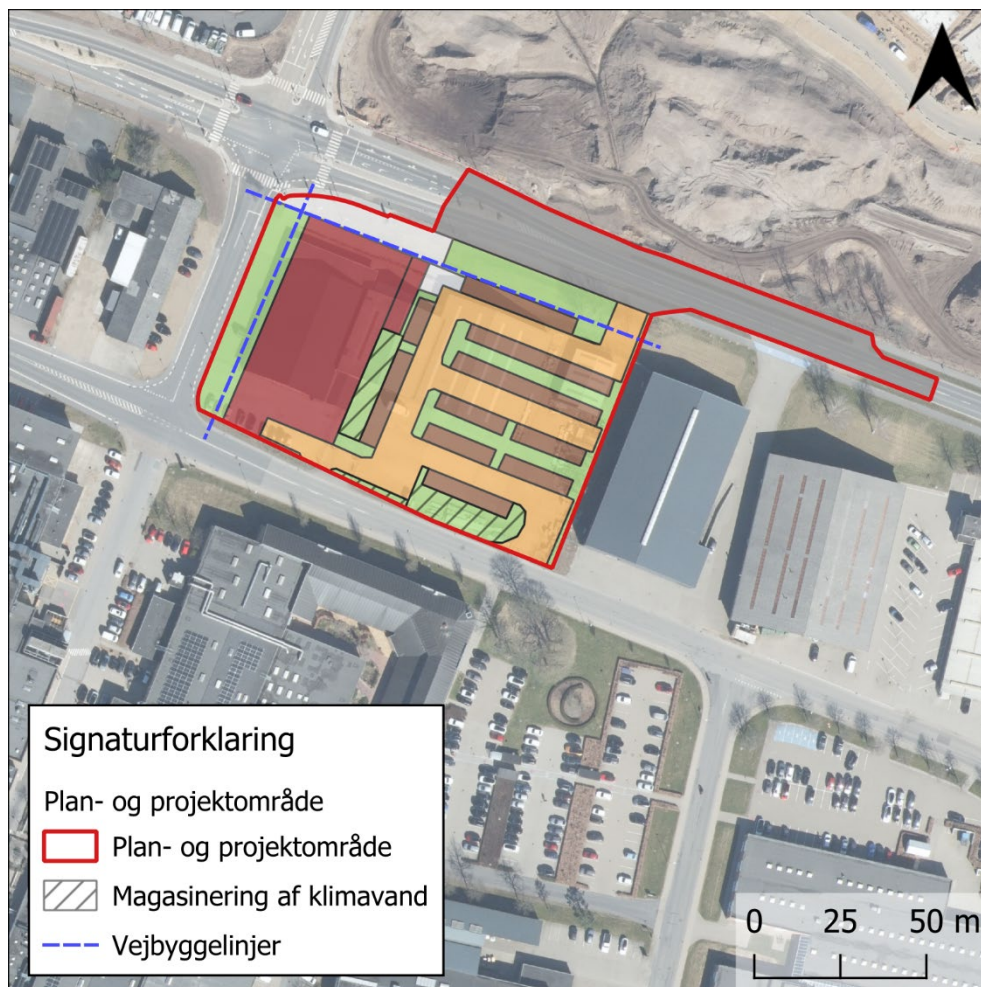 Signaturforklaring
Plan- og projektområde
Plan- og projektområde
Magasinering af klimavand
Vejbyggelinjer
0 25 50 m